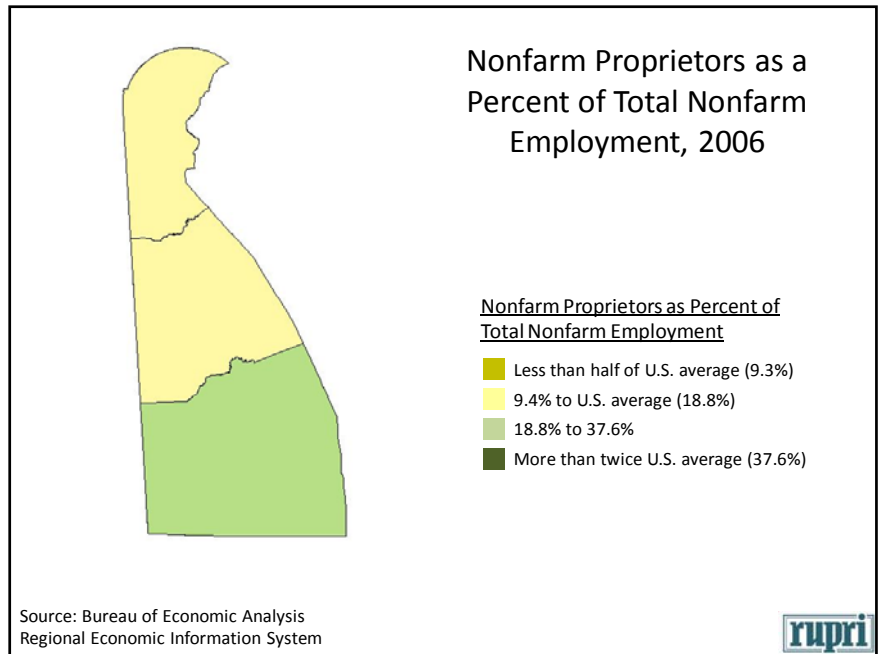 Nonfarm Proprietors as a
Percent of Total Nonfarm
Employment, 2006
Nonfarm Proprietors as Percent of
Total Nonfarm Employment
Less than half of U.S. average (9.3%)
9.4% to U.S. average (18.8%)
18.8% to 37.6%
More than twice U.S. average (37.6%)
Source: Bureau of Economic Analysis
Regional Economic Information System
rupri